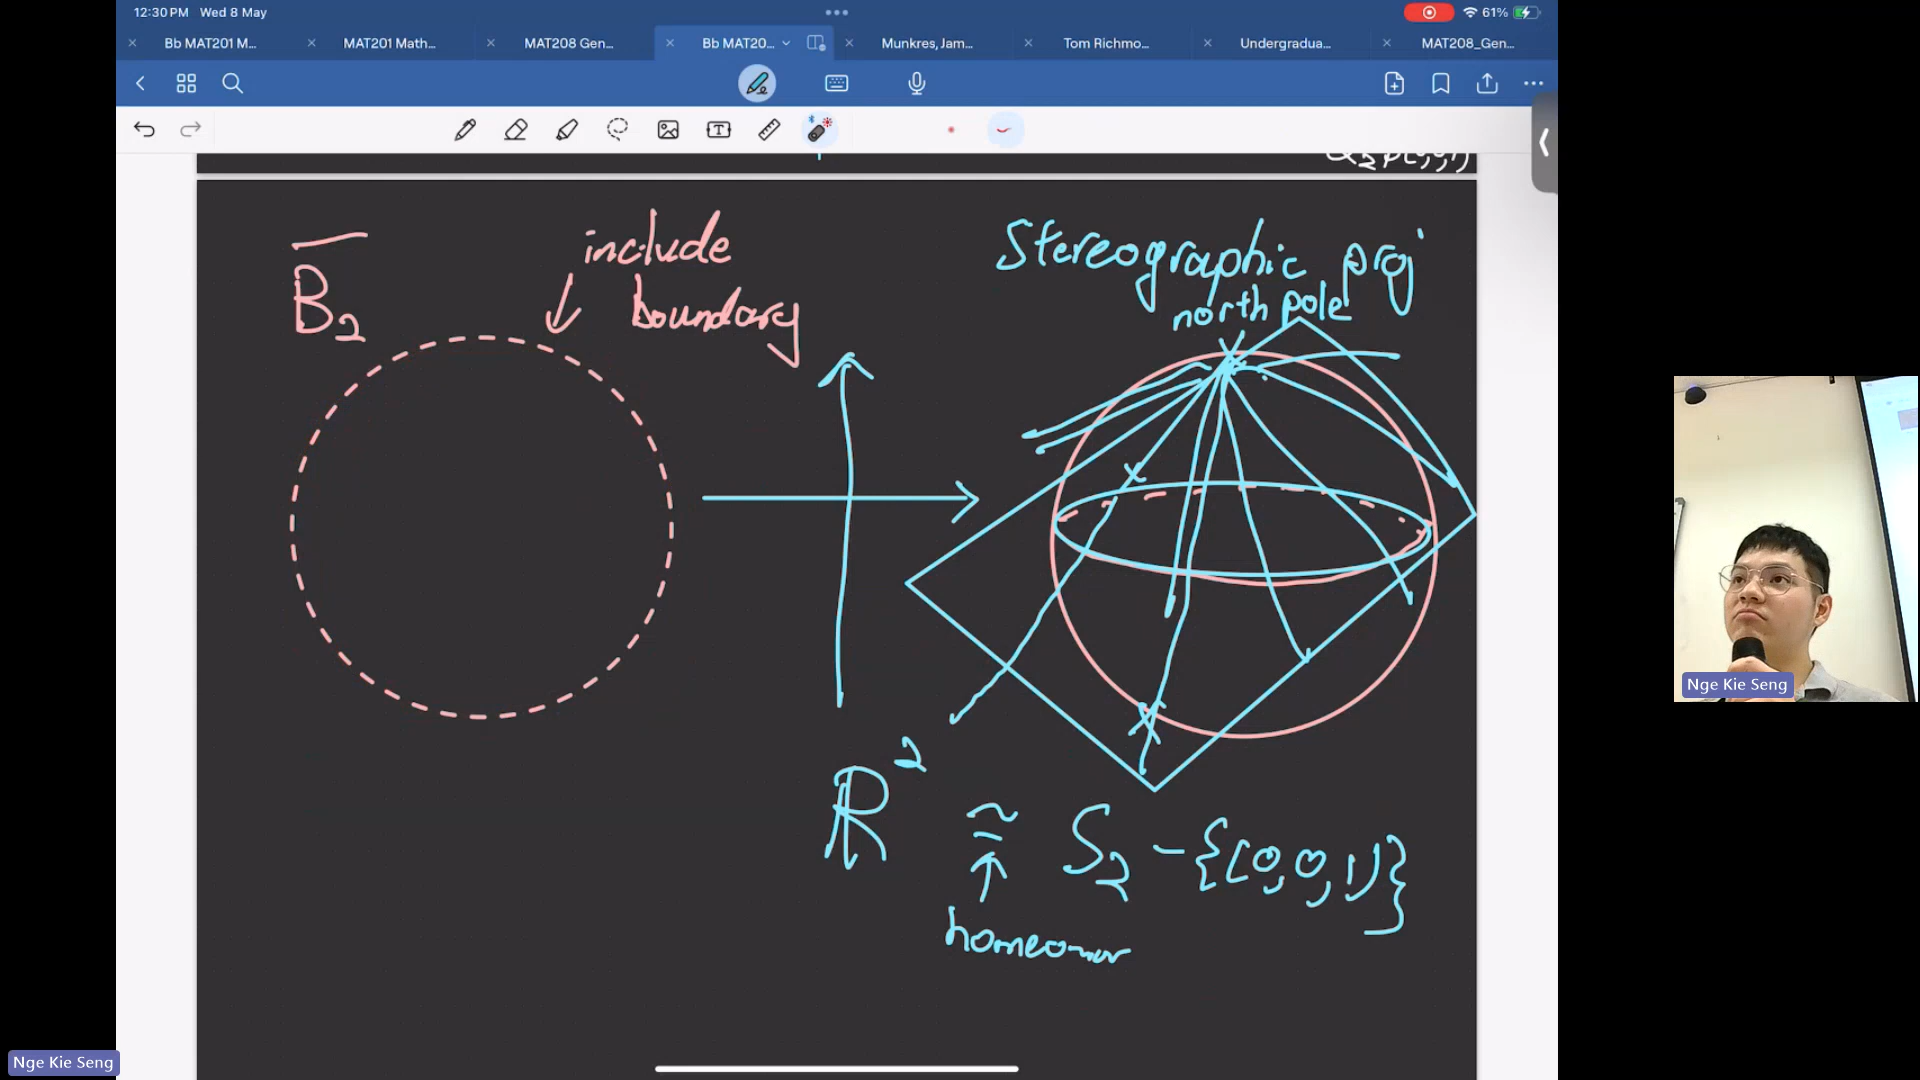 12:30 PM Wed 8 May
61%
Bb MAT201 M...
MAT201 Math...
MAT208 Gen...
Bb MAT20...
Munkres, Jam...
Tom Richmo...
Undergradua...
MAT208_Gen...
B̅₂
include
boundary
Stereographic proj
north pole
ℝ² ≅ S₂ - {(0,0,1)}
homeomor
Nge Kie Seng
Nge Kie Seng